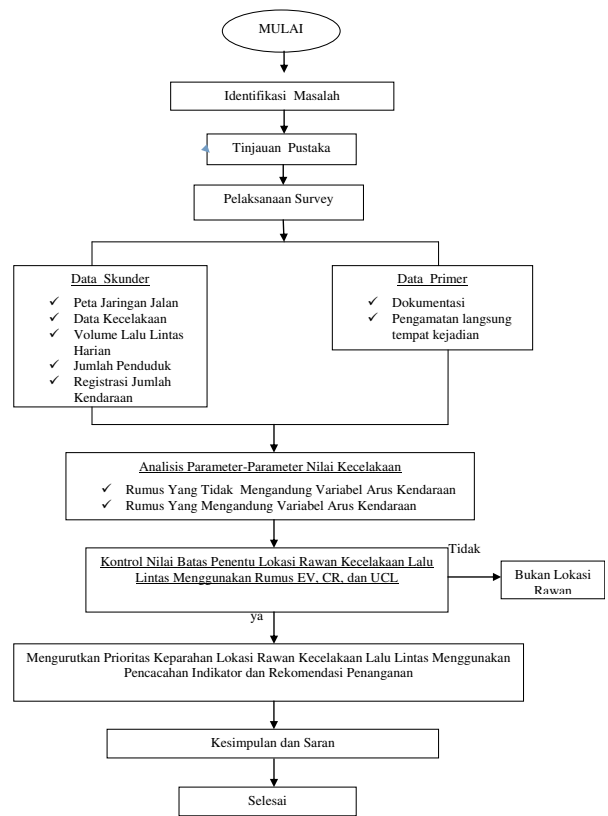 MULAI
Identifikasi Masalah
Tinjauan Pustaka
Pelaksanaan Survey
Data Skunder
✓ Peta Jaringan Jalan
✓ Data Kecelakaan
✓ Volume Lalu Lintas
Harian
✓ Jumlah Penduduk
✓ Registrasi Jumlah
Kendaraan
Data Primer
✓ Dokumentasi
✓ Pengamatan langsung
tempat kejadian
Analisis Parameter-Parameter Nilai Kecelakaan
✓ Rumus Yang Tidak Mengandung Variabel Arus Kendaraan
✓ Rumus Yang Mengandung Variabel Arus Kendaraan
Kontrol Nilai Batas Penentu Lokasi Rawan Kecelakaan Lalu
Lintas Menggunakan Rumus EV, CR, dan UCL
Tidak
Bukan Lokasi
Rawan
ya
Mengurutkan Prioritas Keparahan Lokasi Rawan Kecelakaan Lalu Lintas Menggunakan
Pencacahan Indikator dan Rekomendasi Penanganan
Kesimpulan dan Saran
Selesai